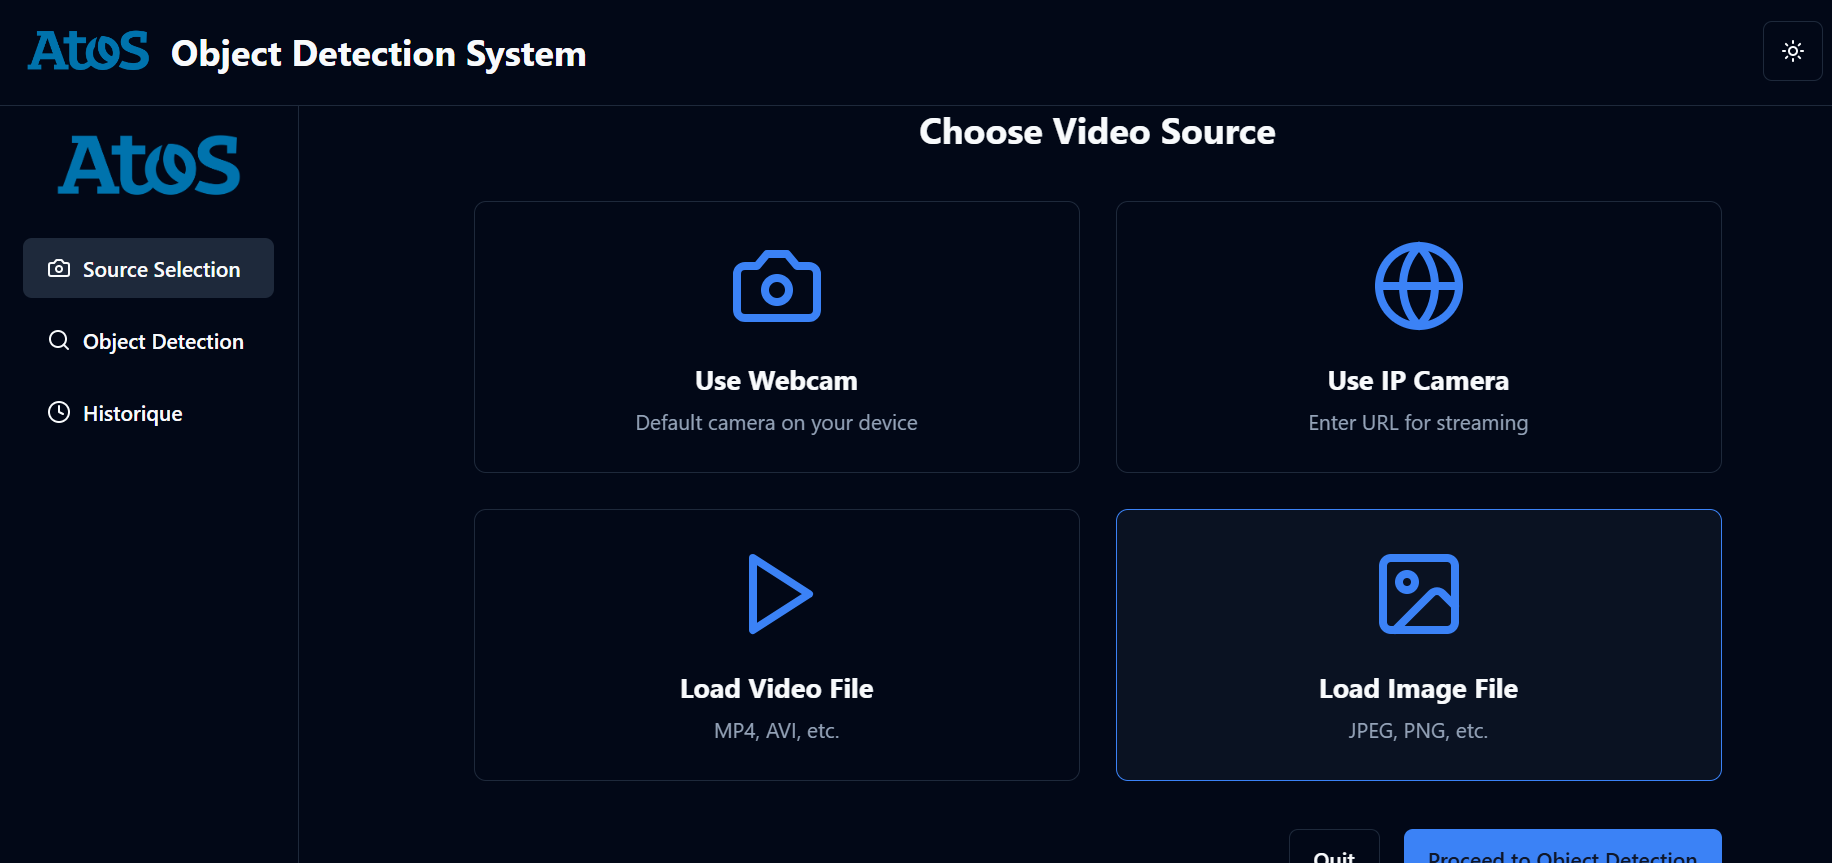 Atos Object Detection System
Atos
Source Selection
Object Detection
Historique
Choose Video Source
Use Webcam
Default camera on your device
Use IP Camera
Enter URL for streaming
Load Video File
MP4, AVI, etc.
Load Image File
JPEG, PNG, etc.
Quit
Proceed to Object Detection